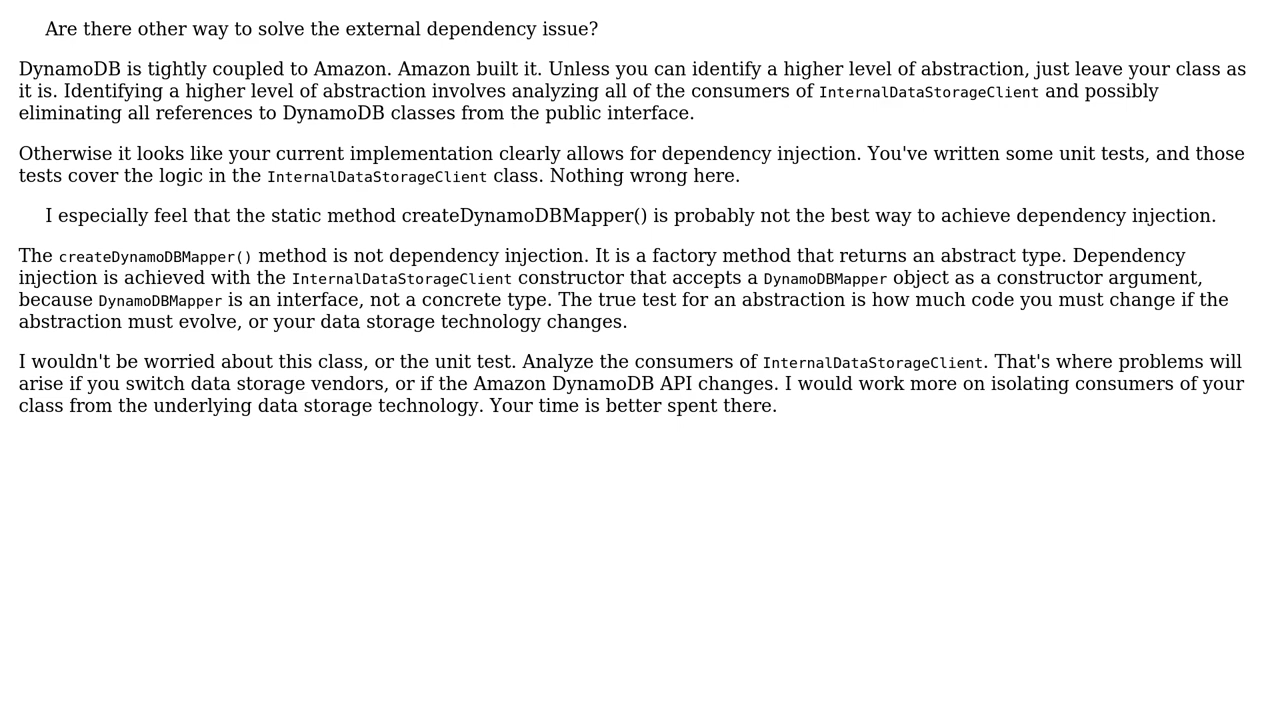 Are there other way to solve the external dependency issue?
DynamoDB is tightly coupled to Amazon. Amazon built it. Unless you can identify a higher level of abstraction, just leave your class as
it is. Identifying a higher level of abstraction involves analyzing all of the consumers of InternalDataStorageClient and possibly
eliminating all references to DynamoDB classes from the public interface.
Otherwise it looks like your current implementation clearly allows for dependency injection. You've written some unit tests, and those
tests cover the logic in the InternalDataStorageClient class. Nothing wrong here.
I especially feel that the static method createDynamoDBMapper() is probably not the best way to achieve dependency injection.
The createDynamoDBMapper() method is not dependency injection. It is a factory method that returns an abstract type. Dependency
injection is achieved with the InternalDataStorageClient constructor that accepts a DynamoDBMapper object as a constructor argument,
because DynamoDBMapper is an interface, not a concrete type. The true test for an abstraction is how much code you must change if the
abstraction must evolve, or your data storage technology changes.
I wouldn't be worried about this class, or the unit test. Analyze the consumers of InternalDataStorageClient. That's where problems will
arise if you switch data storage vendors, or if the Amazon DynamoDB API changes. I would work more on isolating consumers of your
class from the underlying data storage technology. Your time is better spent there.